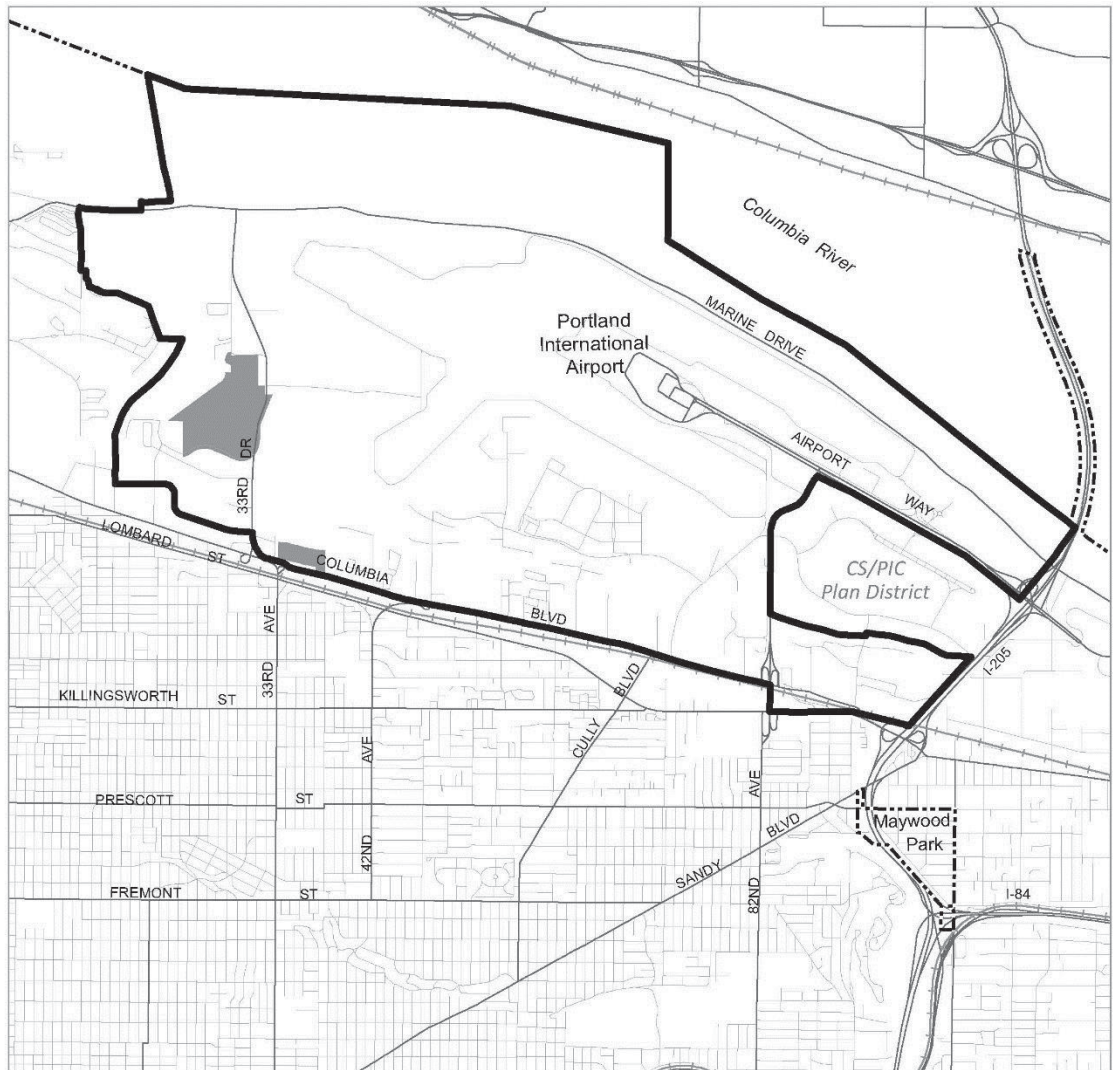 Columbia River
MARINE DRIVE
Portland
International
Airport
AIRPORT WAY
33RD DR
LOMBARD ST
COLUMBIA BLVD
CS/PIC
Plan District
I-205
33RD AVE
KILLINGSWORTH ST
CULLY BLVD
42ND AVE
82ND AVE
PRESCOTT ST
SANDY BLVD
Maywood
Park
FREMONT ST
I-84